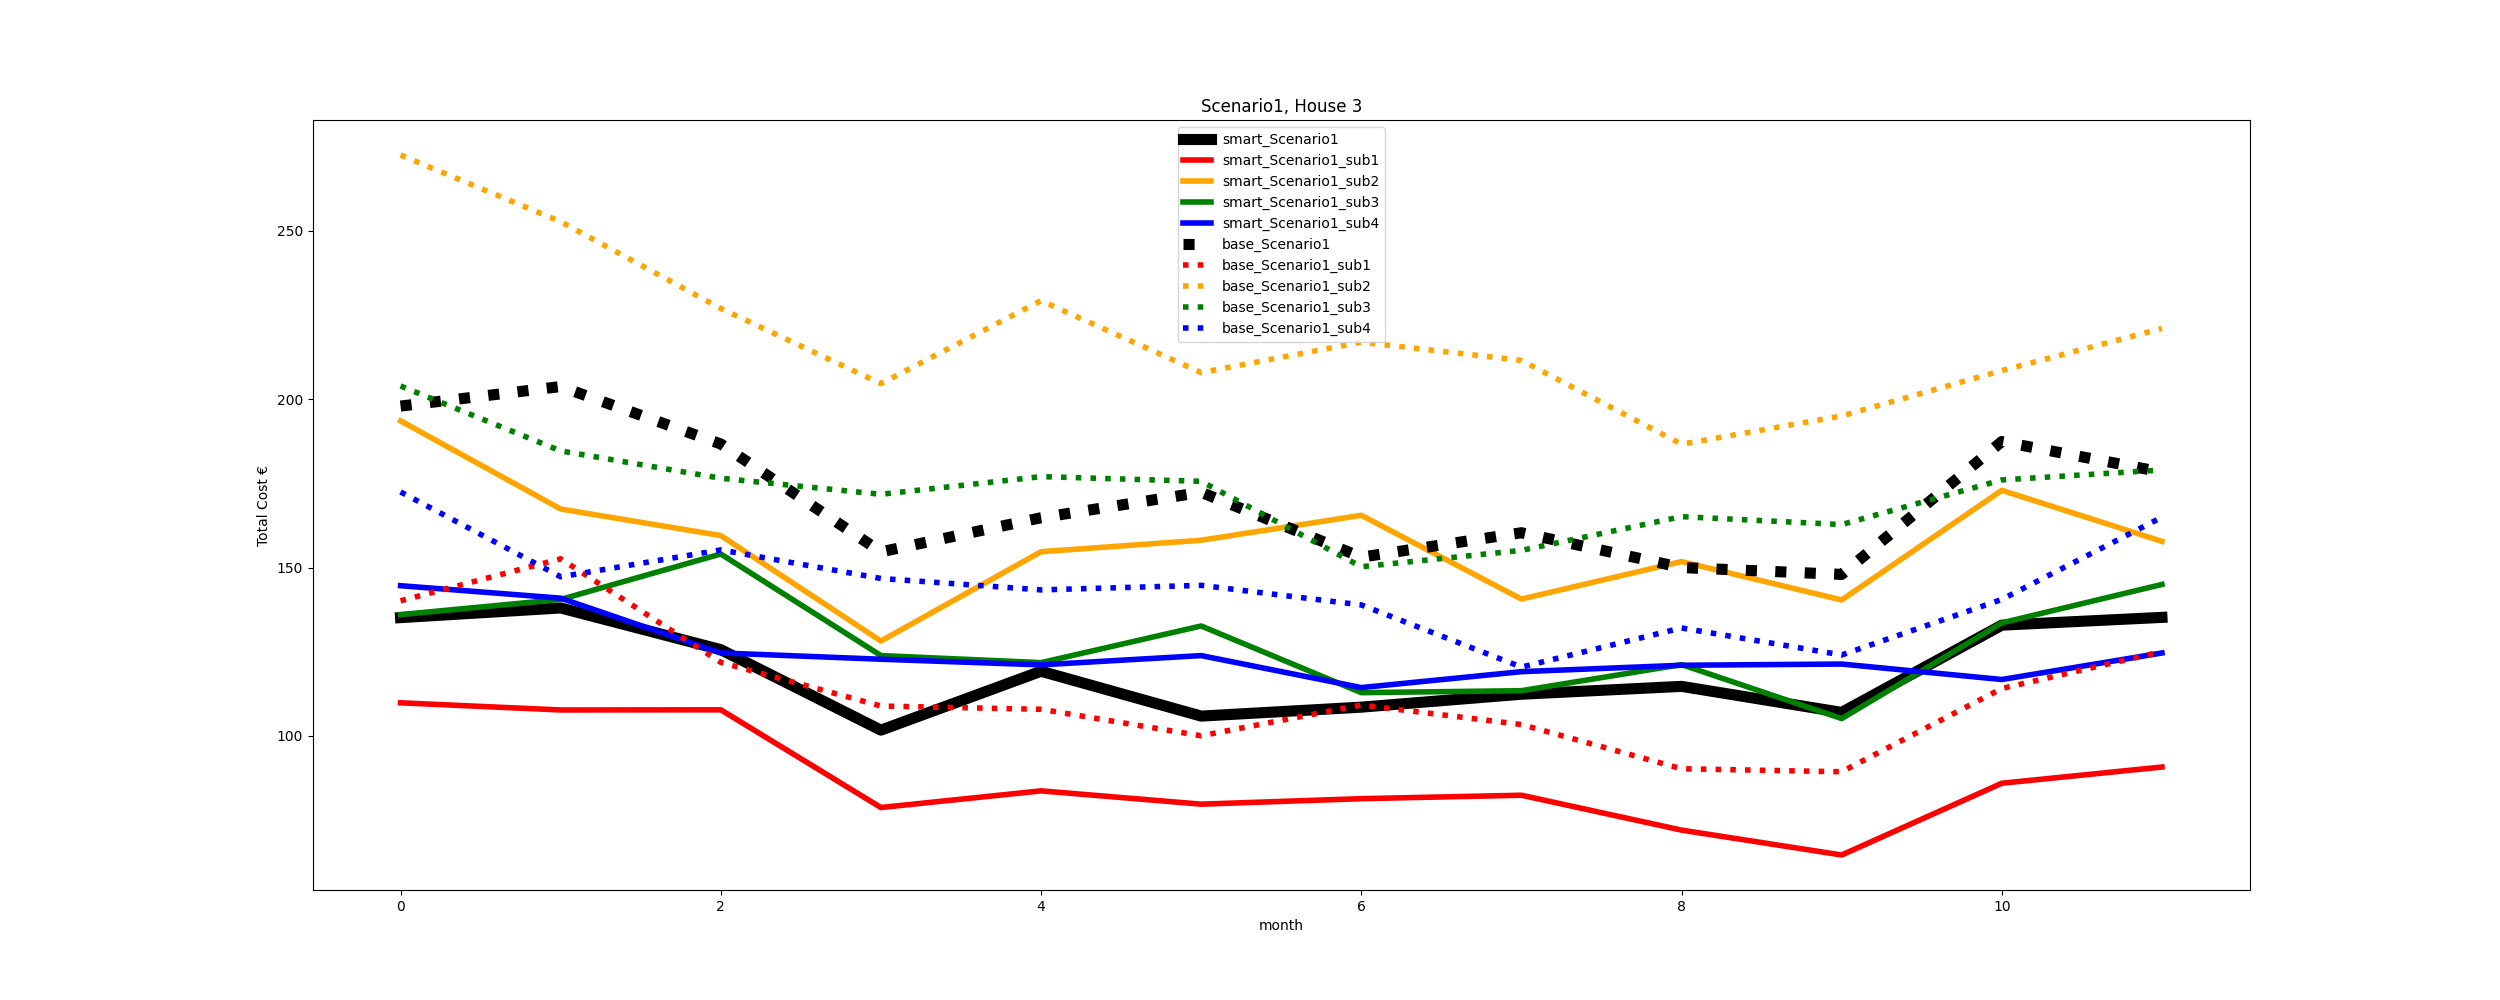 Scenario1, House 3
smart_Scenario1
smart_Scenario1_sub1
smart_Scenario1_sub2
smart_Scenario1_sub3
smart_Scenario1_sub4
base_Scenario1
base_Scenario1_sub1
base_Scenario1_sub2
base_Scenario1_sub3
base_Scenario1_sub4
Total Cost €
250
200
150
100
0 2 4 6 8 10
month